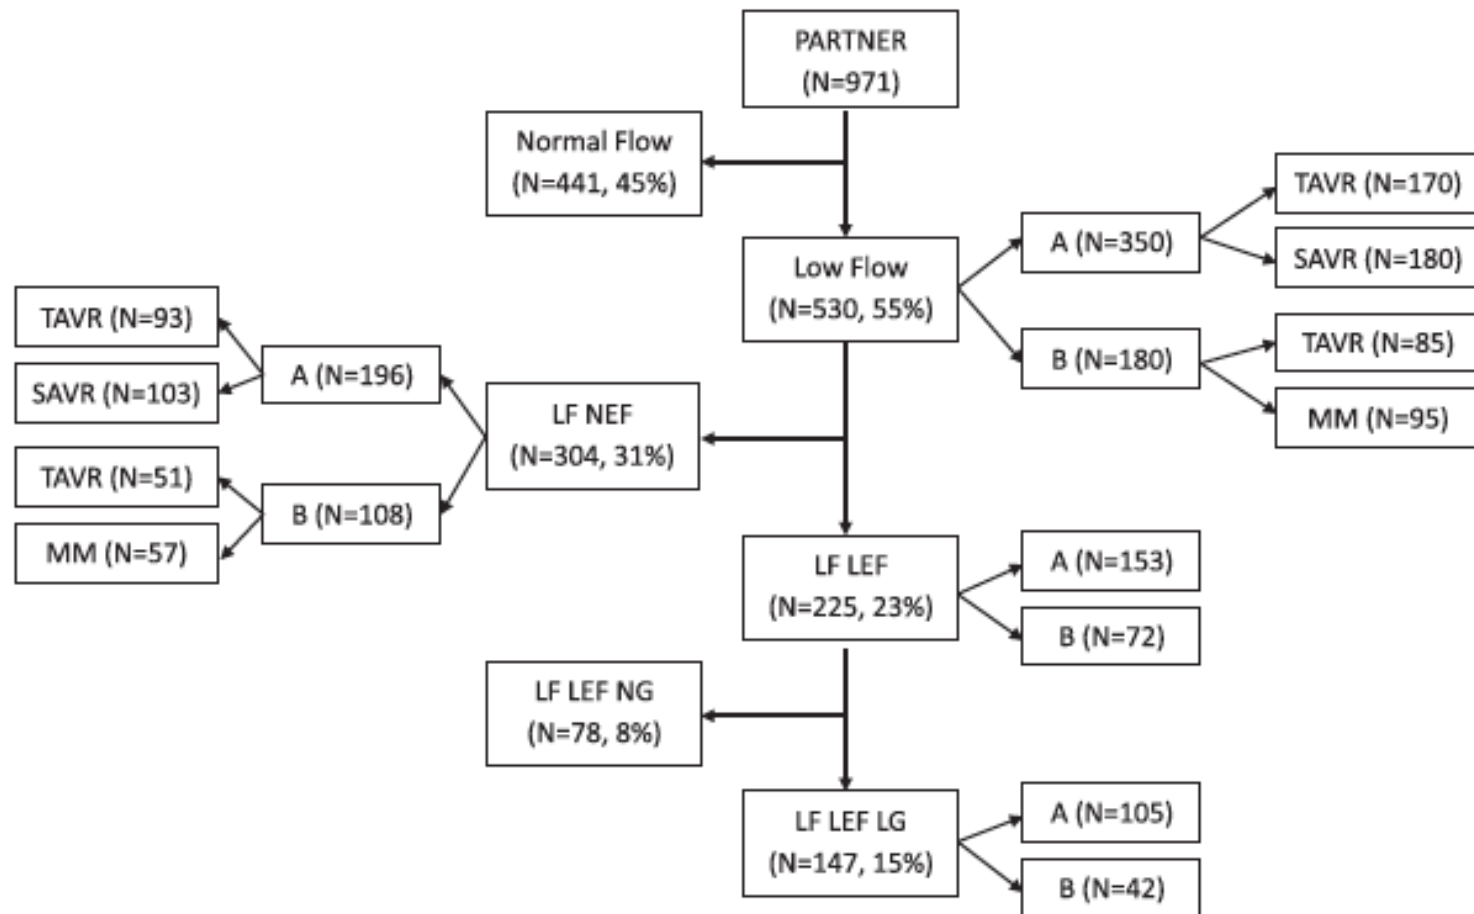 PARTNER
(N=971)
Normal Flow
(N=441, 45%)
Low Flow
(N=530, 55%)
A (N=350)
TAVR (N=170)
SAVR (N=180)
B (N=180)
TAVR (N=85)
MM (N=95)
LF NEF
(N=304, 31%)
A (N=196)
TAVR (N=93)
SAVR (N=103)
B (N=108)
TAVR (N=51)
MM (N=57)
LF LEF
(N=225, 23%)
A (N=153)
B (N=72)
LF LEF NG
(N=78, 8%)
LF LEF LG
(N=147, 15%)
A (N=105)
B (N=42)